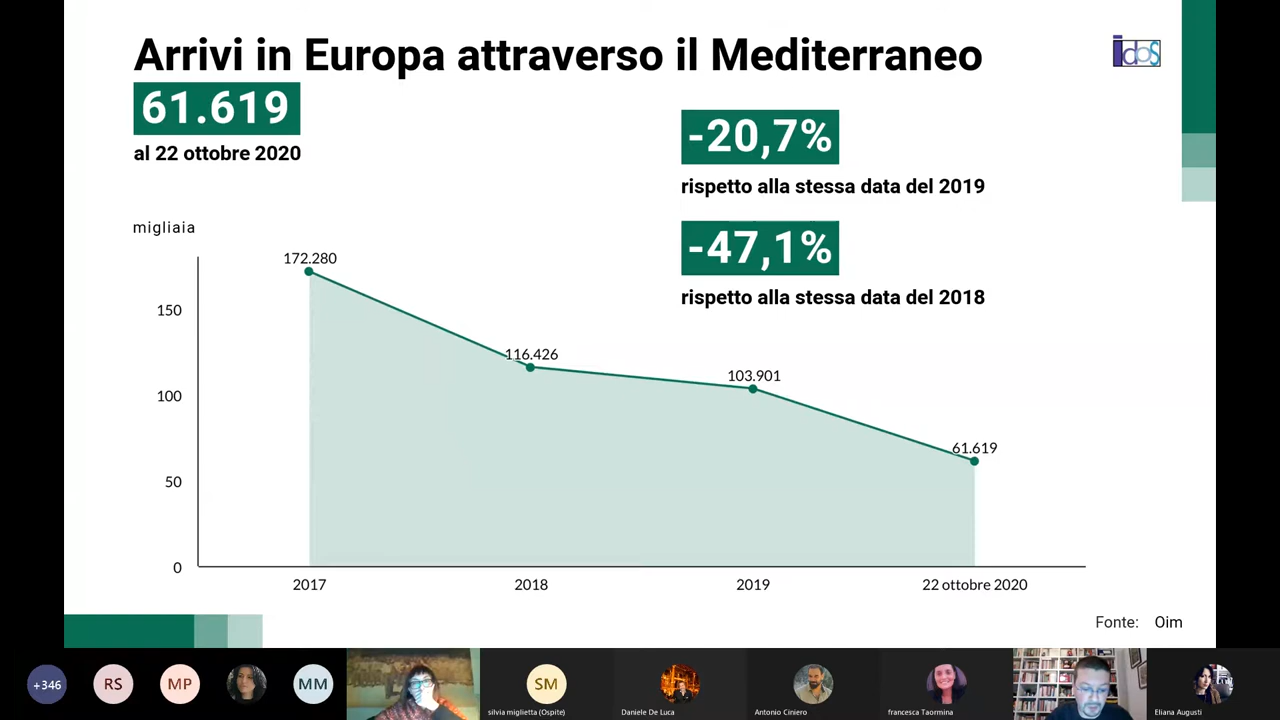 Arrivi in Europa attraverso il Mediterraneo
idos
61.619
al 22 ottobre 2020
-20,7%
rispetto alla stessa data del 2019
-47,1%
rispetto alla stessa data del 2018
migliaia
172.280
116.426
103.901
61.619
150
100
50
0
2017
2018
2019
22 ottobre 2020
Fonte: Oim
+346
RS
MP
MM
SM
silvia miglietta (Ospite)
Daniele De Luca
Antonio Ciniero
francesca Taormina
Eliana Augusti